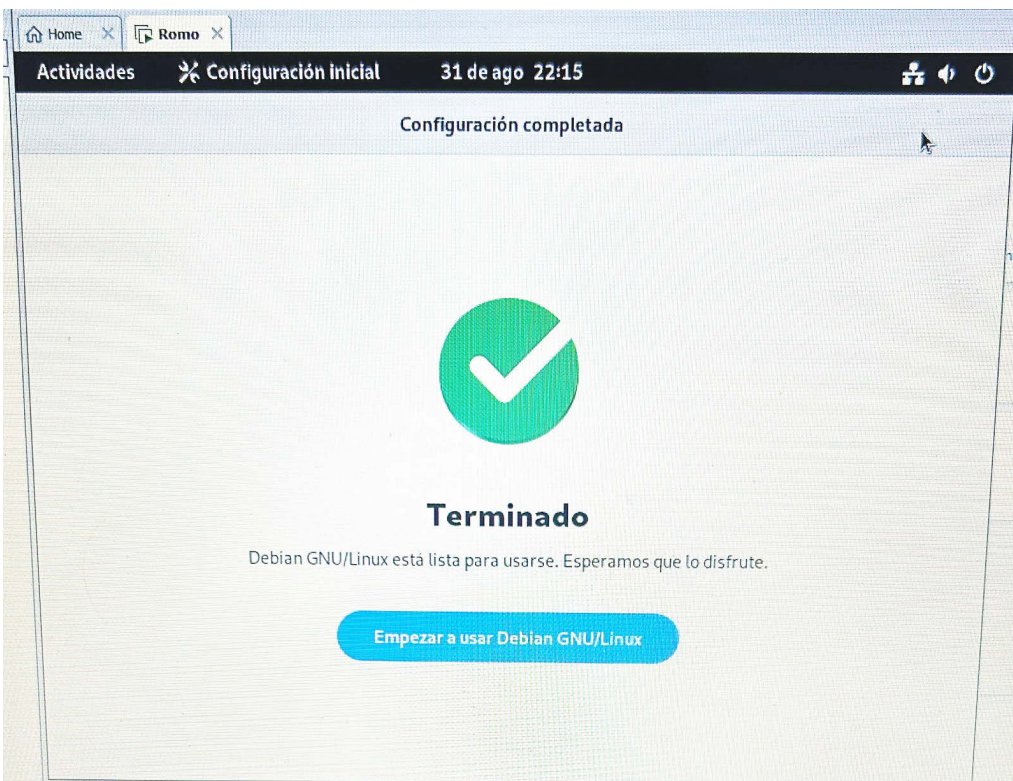 Home
Romo
Actividades
Configuración inicial
31 de ago 22:15
Configuración completada
Terminado
Debian GNU/Linux está lista para usarse. Esperamos que lo disfrute.
Empezar a usar Debian GNU/Linux